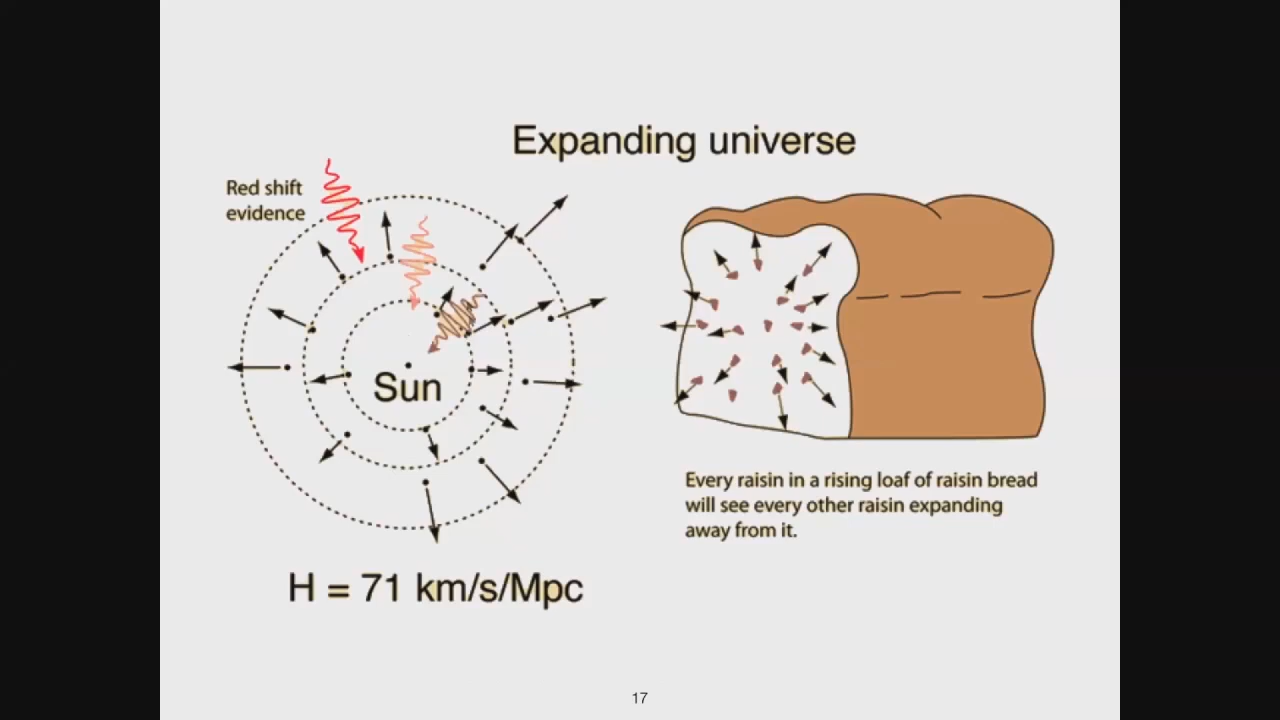 Expanding universe
Red shift
evidence
Sun
Every raisin in a rising loaf of raisin bread
will see every other raisin expanding
away from it.
H = 71 km/s/Mpc
17